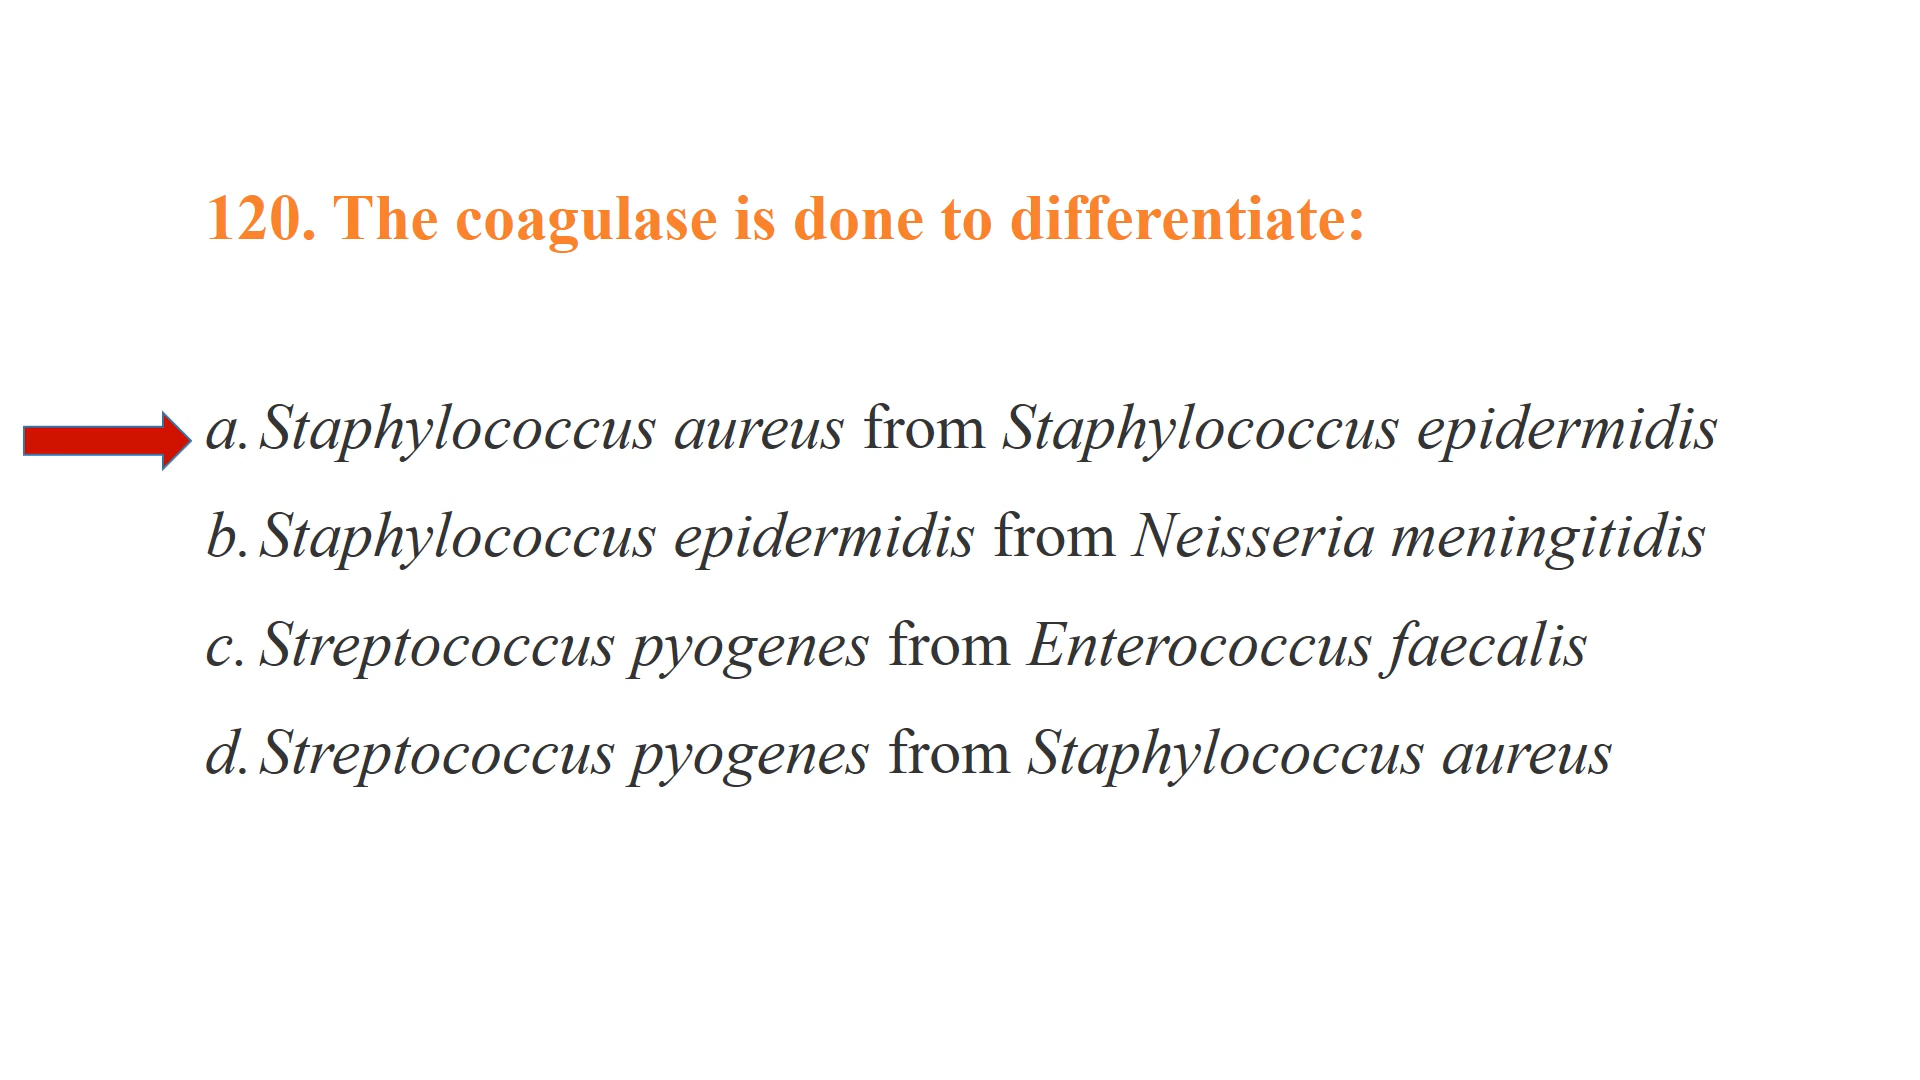 120. The coagulase is done to differentiate:
a. Staphylococcus aureus from Staphylococcus epidermidis
b. Staphylococcus epidermidis from Neisseria meningitidis
c. Streptococcus pyogenes from Enterococcus faecalis
d. Streptococcus pyogenes from Staphylococcus aureus